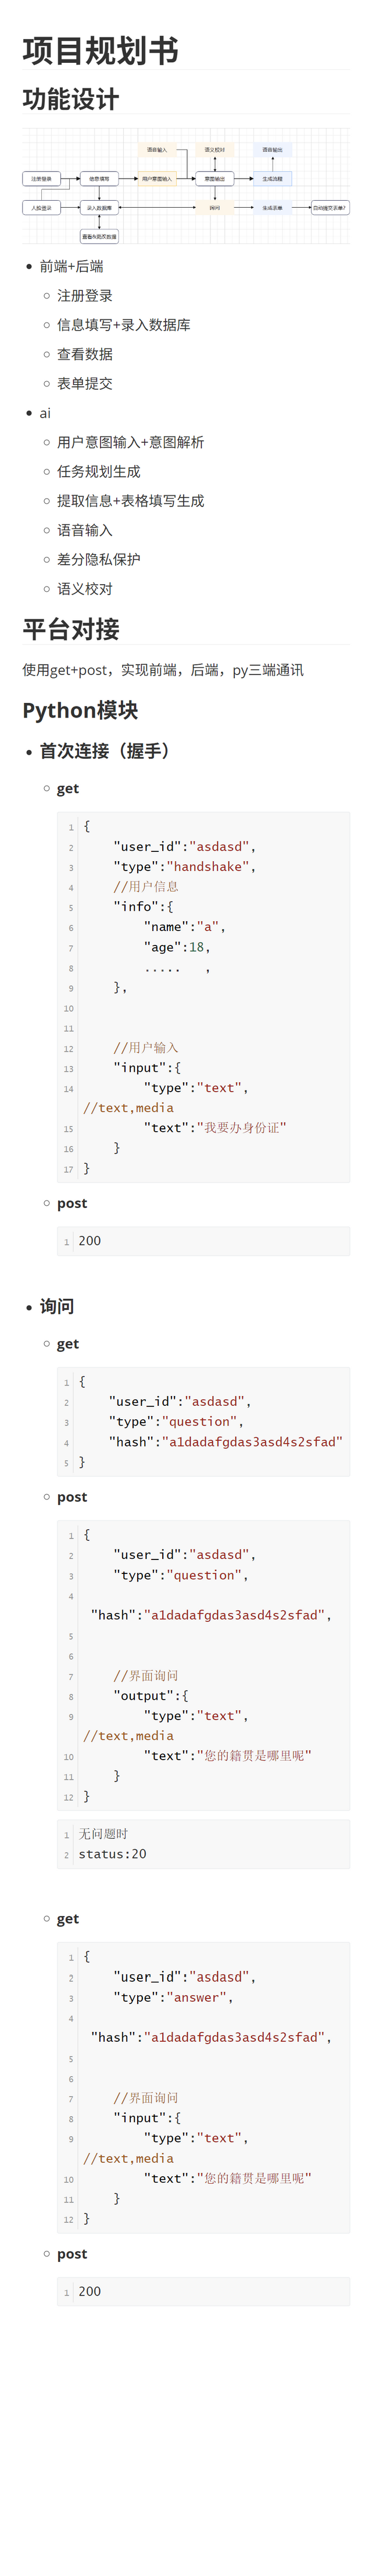 项目规划书
功能设计
语音输入
语义校对
语音输出
注册登录
信息填写
用户意图输入
意图输出
生成流程
人脸登录
录入数据库
询问
生成表单
自动提交表单?
查看&更改数据
前端+后端
注册登录
信息填写+录入数据库
查看数据
表单提交
ai
用户意图输入+意图解析
任务规划生成
提取信息+表格填写生成
语音输入
差分隐私保护
语义校对
平台对接
使用get+post，实现前端，后端，py三端通讯
Python模块
首次连接（握手）
get
1 {
2 "user_id":"asdasd",
3 "type":"handshake",
4 //用户信息
5 "info":{
6 "name":"a",
7 "age":18,
8 ..... ,
9 },
10
11
12 //用户输入
13 "input":{
14 "type":"text",
//text,media
15 "text":"我要办身份证"
16 }
17 }
post
1 200
询问
get
1 {
2 "user_id":"asdasd",
3 "type":"question",
4 "hash":"a1dadafgdas3asd4s2sfad"
5 }
post
1 {
2 "user_id":"asdasd",
3 "type":"question",
4
"hash":"a1dadafgdas3asd4s2sfad",
5
6
7 //界面询问
8 "output":{
9 "type":"text",
//text,media
10 "text":"您的籍贯是哪里呢"
11 }
12 }
1 无问题时
2 status:20
get
1 {
2 "user_id":"asdasd",
3 "type":"answer",
4
"hash":"a1dadafgdas3asd4s2sfad",
5
6
7 //界面询问
8 "input":{
9 "type":"text",
//text,media
10 "text":"您的籍贯是哪里呢"
11 }
12 }
post
1 200